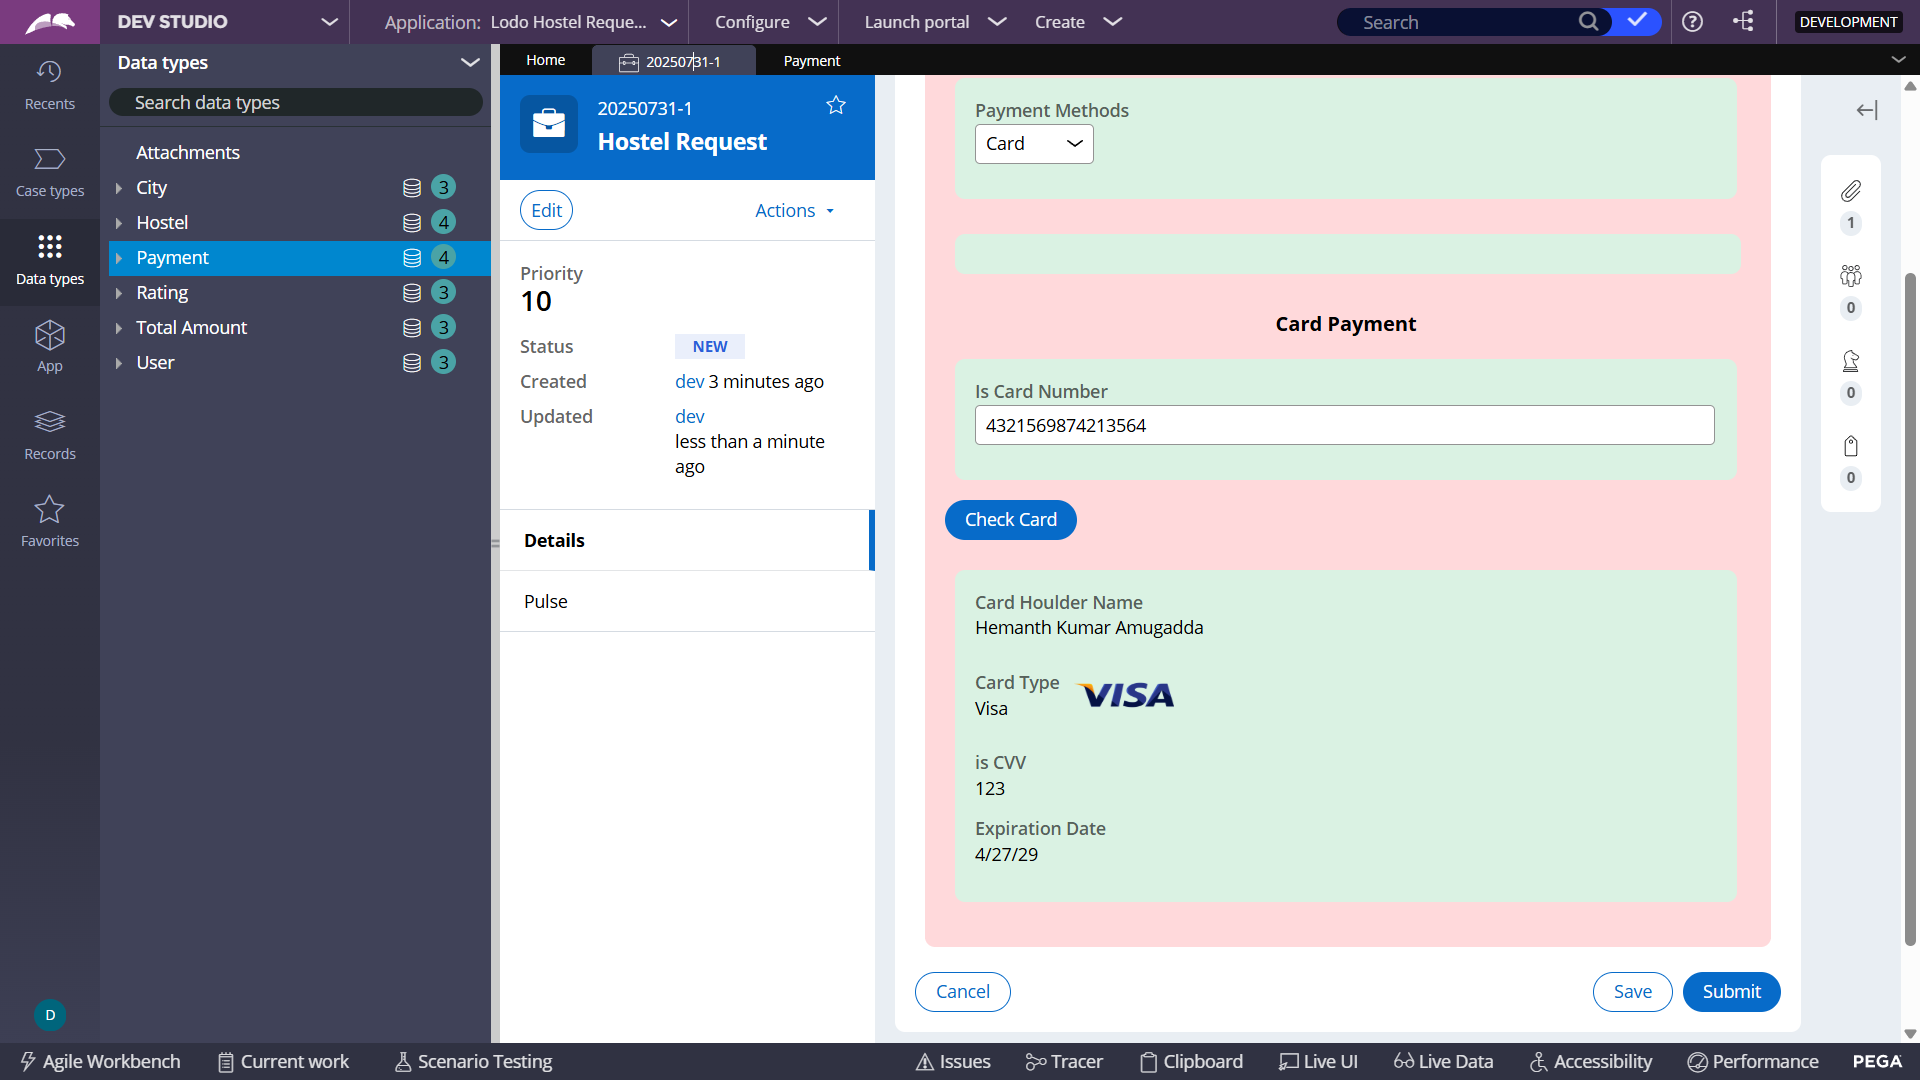 DEV STUDIO
Application: Lodo Hostel Reque...
Configure
Launch portal
Create
Search
DEVELOPMENT
Recents
Case types
Data types
App
Records
Favorites
D
Data types
Search data types
Attachments
City 3
Hostel 4
Payment 4
Rating 3
Total Amount 3
User 3
Home
20250731-1
Payment
20250731-1
Hostel Request
Edit
Actions
Priority
10
Status NEW
Created dev 3 minutes ago
Updated dev
less than a minute
ago
Details
Pulse
Payment Methods
Card
Card Payment
Is Card Number
4321569874213564
Check Card
Card Houlder Name
Hemanth Kumar Amugadda
Card Type
VISA
Visa
is CVV
123
Expiration Date
4/27/29
Cancel
Save
Submit
1
0
0
0
Agile Workbench
Current work
Scenario Testing
Issues
Tracer
Clipboard
Live UI
Live Data
Accessibility
Performance
PEGA